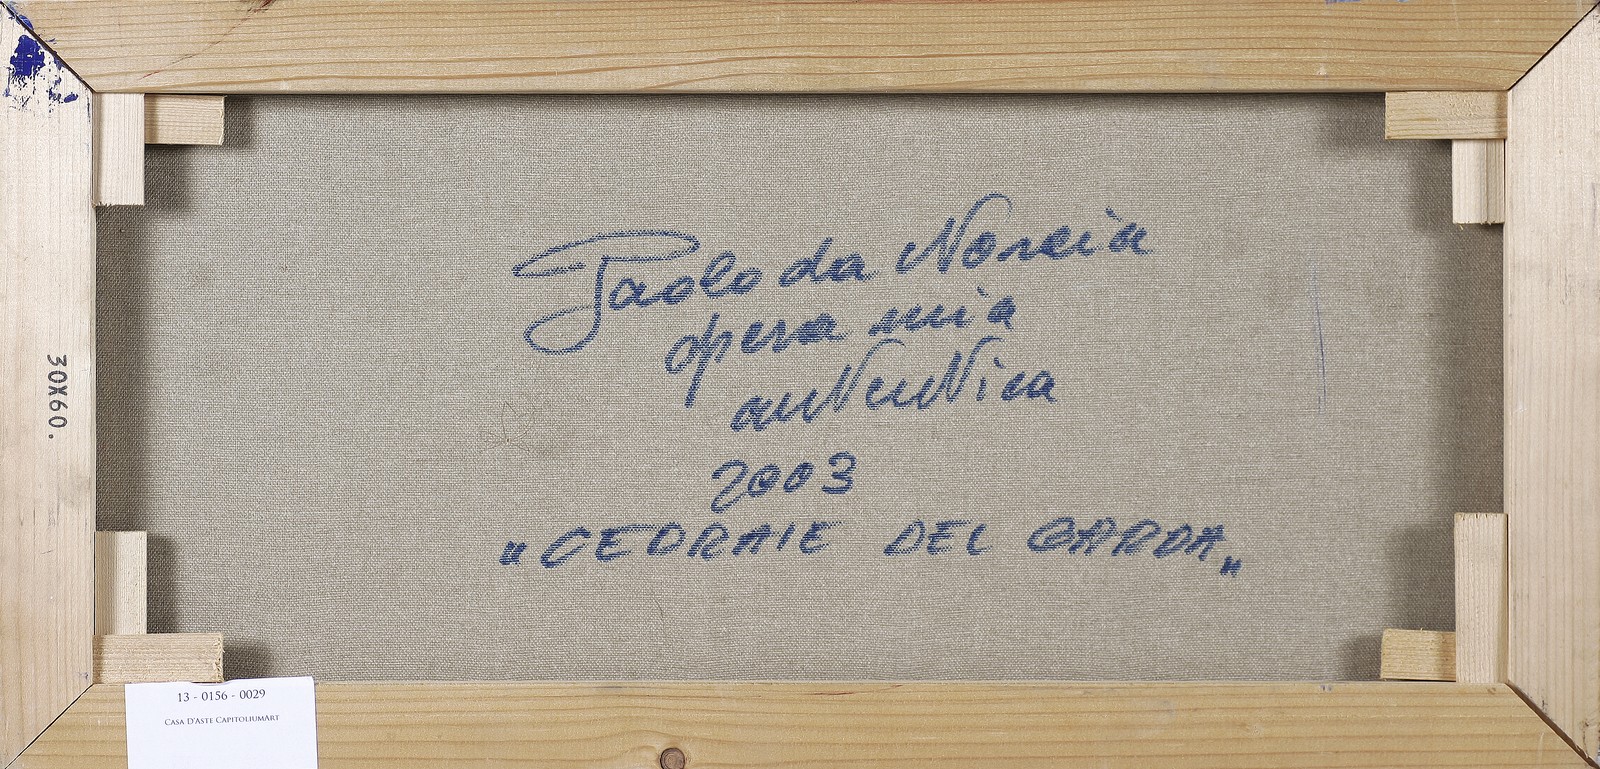 Paolo da Norcia
opera mia
autentica
2003
"CEDRAIE DEL GARDA"
30X60.
13 - 0156 - 0029
Casa D'Aste CapitoliumArt